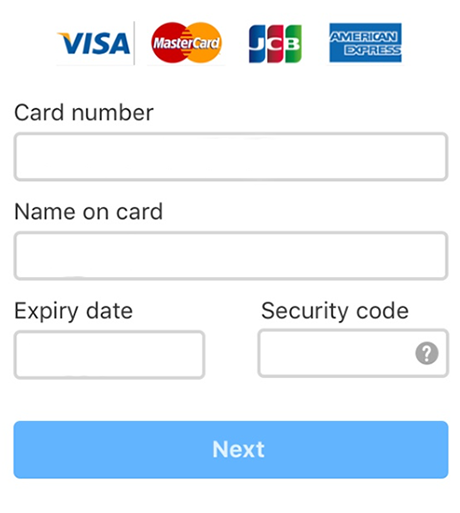 VISA MasterCard JCB AMERICAN EXPRESS
Card number
Name on card
Expiry date Security code
?
Next